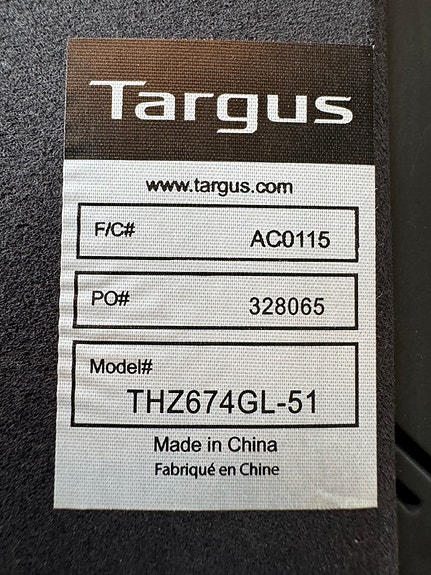 Targus
www.targus.com
F/C# AC0115
PO# 328065
Model#
THZ674GL-51
Made in China
Fabriqué en Chine